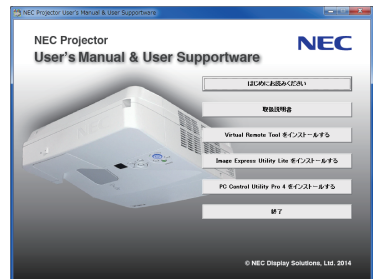 NEC Projector User's Manual & User Supportware
NEC Projector
User's Manual & User Supportware
NEC
はじめにお読みください
取扱説明書
Virtual Remote Tool をインストールする
Image Express Utility Lite をインストールする
PC Control Utility Pro 4 をインストールする
終了
© NEC Display Solutions, Ltd. 2014